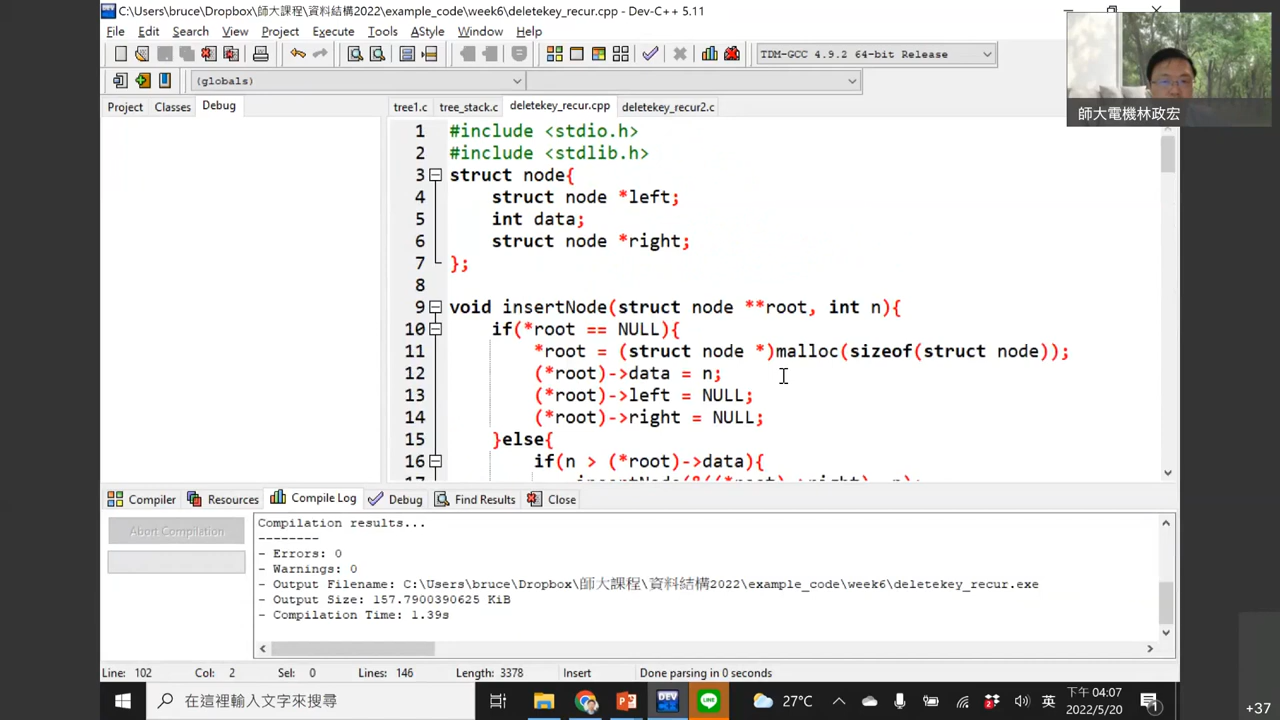 C:\Users\bruce\Dropbox\師大課程\資料結構2022\example_code\week6\deletekey_recur.cpp - Dev-C++ 5.11
File Edit Search View Project Execute Tools AStyle Window Help
TDM-GCC 4.9.2 64-bit Release
(globals)
師大電機林政宏
Project Classes Debug
tree1.c tree_stack.c deletekey_recur.cpp deletekey_recur2.c
1 #include <stdio.h>
2 #include <stdlib.h>
3 struct node{
4 struct node *left;
5 int data;
6 struct node *right;
7 };
8
9 void insertNode(struct node **root, int n){
10 if(*root == NULL){
11 *root = (struct node *)malloc(sizeof(struct node));
12 (*root)->data = n;
13 (*root)->left = NULL;
14 (*root)->right = NULL;
15 }else{
16 if(n > (*root)->data){
17 insertNode(&((*root)->right), n);
Compiler Resources Compile Log Debug Find Results Close
Abort Compilation
Compilation results...
--------
- Errors: 0
- Warnings: 0
- Output Filename: C:\Users\bruce\Dropbox\師大課程\資料結構2022\example_code\week6\deletekey_recur.exe
- Output Size: 157.7900390625 KiB
- Compilation Time: 1.39s
Line: 102 Col: 2 Sel: 0 Lines: 146 Length: 3378 Insert Done parsing in 0 seconds
在這裡輸入文字來搜尋
DEV
27°C
英
下午 04:07
2022/5/20
1
+37